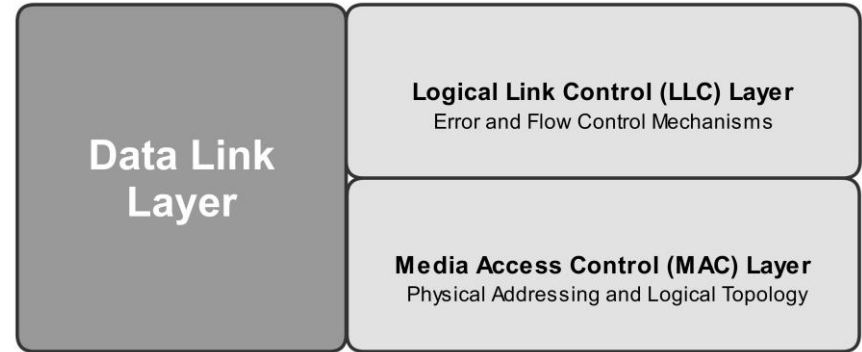 Data Link
Layer
Logical Link Control (LLC) Layer
Error and Flow Control Mechanisms
Media Access Control (MAC) Layer
Physical Addressing and Logical Topology